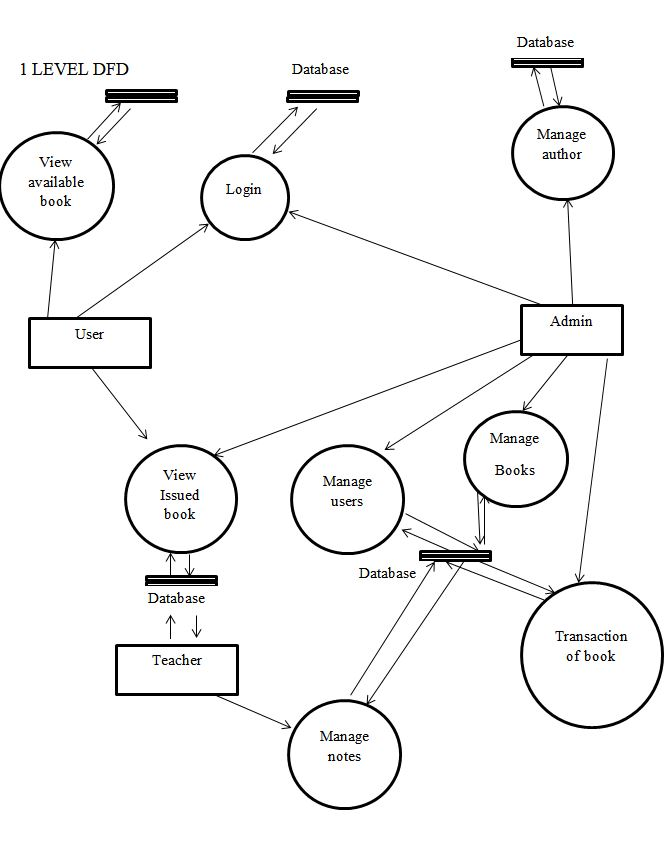 Database
1 LEVEL DFD
Database
View
available
book
Login
Manage
author
User
Admin
View
Issued
book
Manage
users
Manage
Books
Database
Database
Teacher
Transaction
of book
Manage
notes